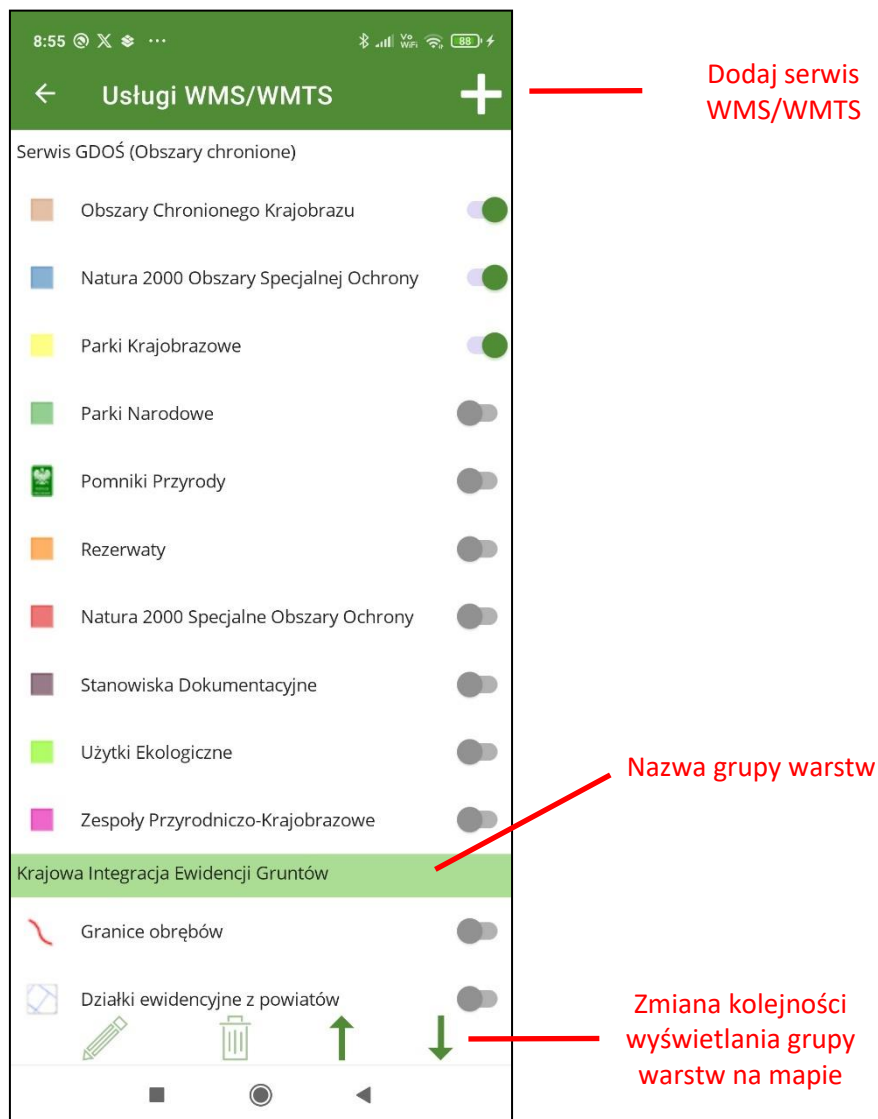 8:55
Vo
WiFi
88
Usługi WMS/WMTS
Dodaj serwis
WMS/WMTS
Serwis GDOŚ (Obszary chronione)
Obszary Chronionego Krajobrazu
Natura 2000 Obszary Specjalnej Ochrony
Parki Krajobrazowe
Parki Narodowe
Pomniki Przyrody
Rezerwaty
Natura 2000 Specjalne Obszary Ochrony
Stanowiska Dokumentacyjne
Użytki Ekologiczne
Nazwa grupy warstw
Zespoły Przyrodniczo-Krajobrazowe
Krajowa Integracja Ewidencji Gruntów
Granice obrębów
Działki ewidencyjne z powiatów
Zmiana kolejności
wyświetlania grupy
warstw na mapie